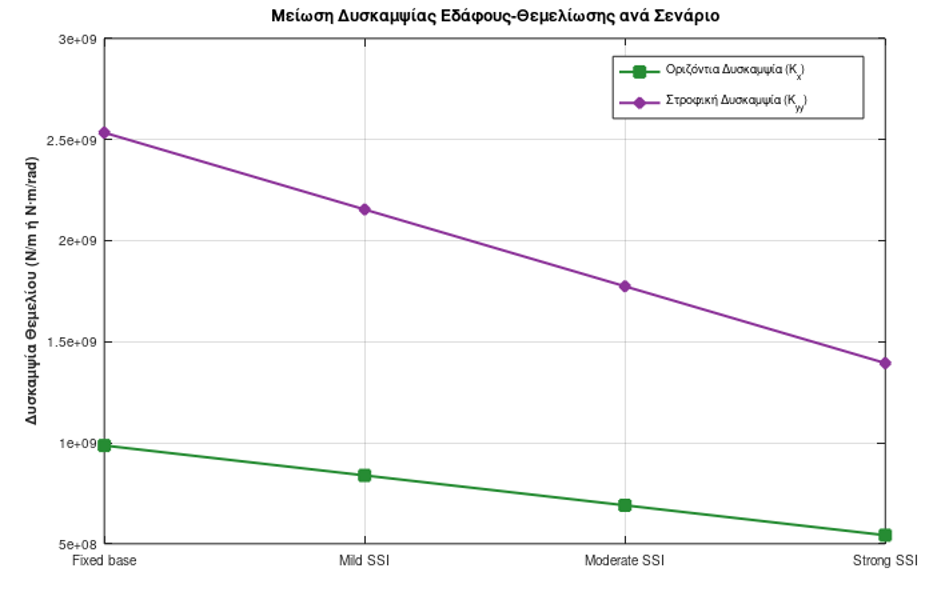 Μείωση Δυσκαμψίας Εδάφους-Θεμελίωσης ανά Σενάριο
Δυσκαμψία Θεμελίου (N/m ή N·m/rad)
3e+09
2.5e+09
2e+09
1.5e+09
1e+09
5e+08
Οριζόντια Δυσκαμψία (Kx)
Στροφική Δυσκαμψία (Kyy)
Fixed base
Mild SSI
Moderate SSI
Strong SSI